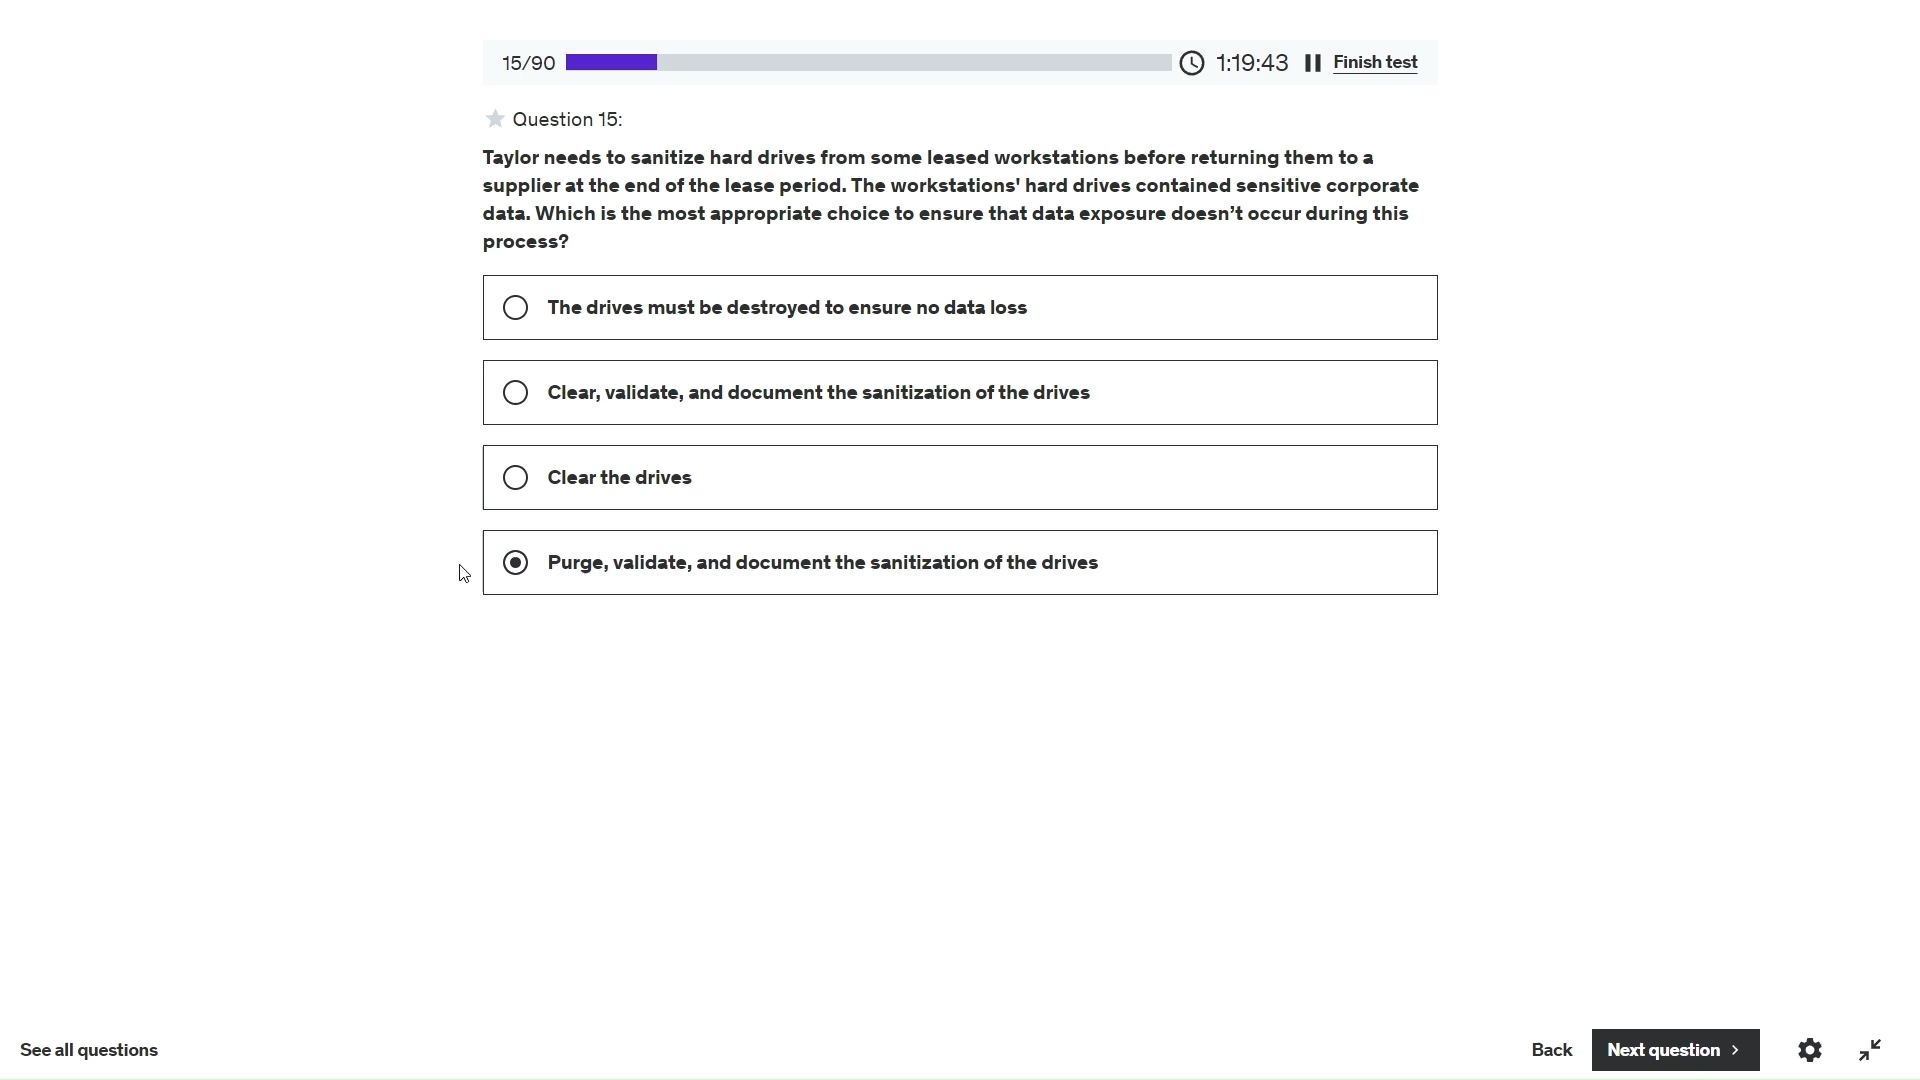 15/90 1:19:43 Finish test
Question 15:
Taylor needs to sanitize hard drives from some leased workstations before returning them to a
supplier at the end of the lease period. The workstations' hard drives contained sensitive corporate
data. Which is the most appropriate choice to ensure that data exposure doesn’t occur during this
process?
The drives must be destroyed to ensure no data loss
Clear, validate, and document the sanitization of the drives
Clear the drives
Purge, validate, and document the sanitization of the drives
See all questions Back Next question